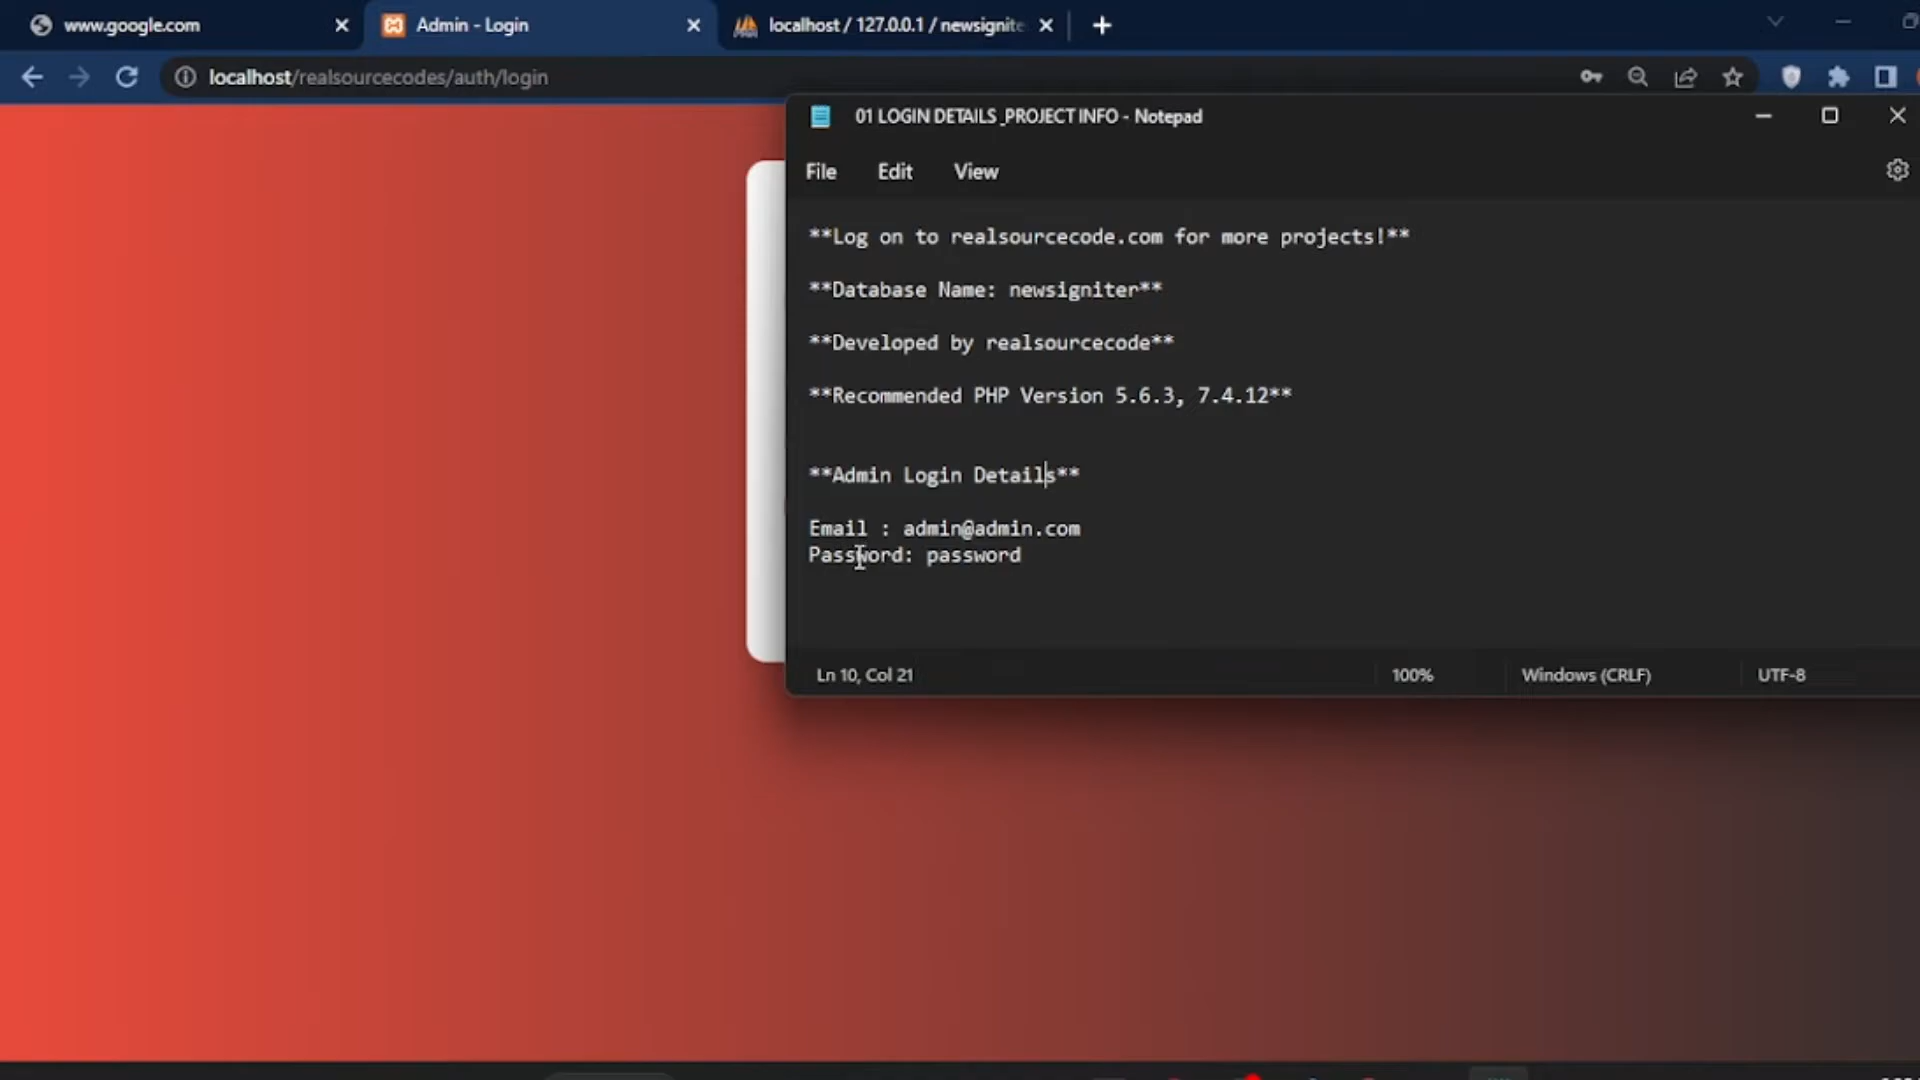 www.google.com
Admin - Login
localhost / 127.0.0.1 / newsignite
localhost/realsourcecodes/auth/login
01 LOGIN DETAILS _PROJECT INFO - Notepad
File Edit View
**Log on to realsourcecode.com for more projects!**
**Database Name: newsigniter**
**Developed by realsourcecode**
**Recommended PHP Version 5.6.3, 7.4.12**
**Admin Login Details**
Email : admin@admin.com
Password: password
Ln 10, Col 21 100% Windows (CRLF) UTF-8